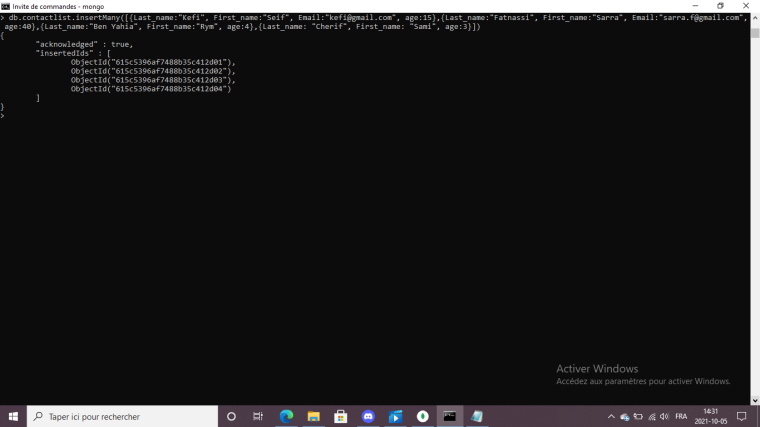 Invite de commandes - mongo
> db.contactlist.insertMany([{Last_name:"Kefi", First_name:"Seif", Email:"kefi@gmail.com", age:15},{Last_name:"Fatnassi", First_name:"Sarra", Email:"sarra.f@gmail.com",
age:40},{Last_name:"Ben Yahia", First_name:"Rym", age:4},{Last_name: "Cherif", First_name: "Sami", age:3}])
{
"acknowledged" : true,
"insertedIds" : [
ObjectId("615c5396af7488b35c412d01"),
ObjectId("615c5396af7488b35c412d02"),
ObjectId("615c5396af7488b35c412d03"),
ObjectId("615c5396af7488b35c412d04")
]
}
>
Activer Windows
Accédez aux paramètres pour activer Windows.
Taper ici pour rechercher
FRA
14:31
2021-10-05